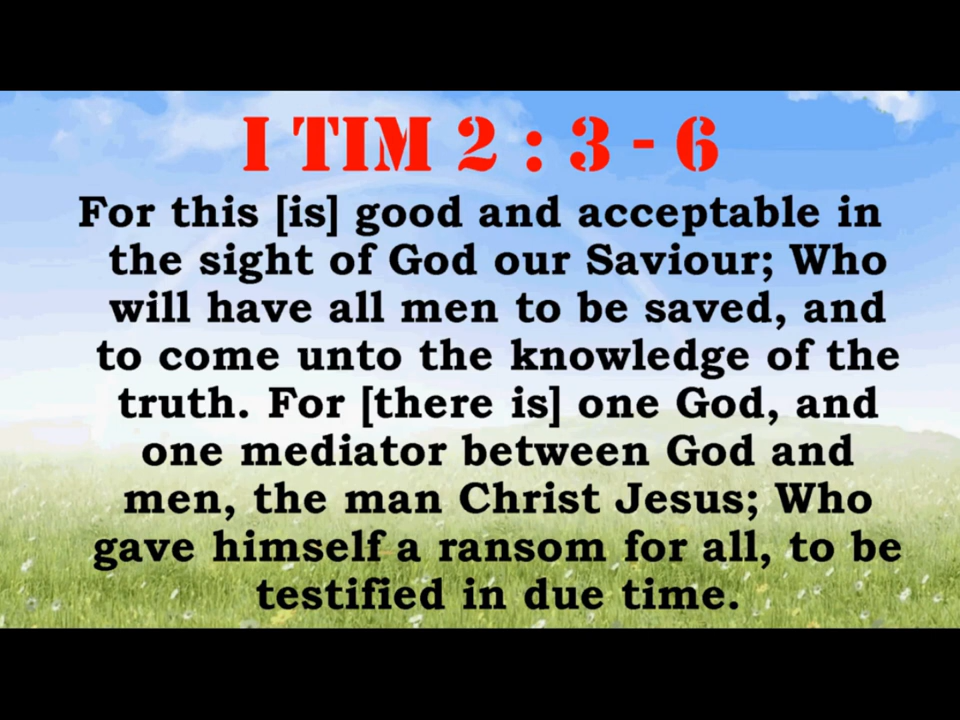 I TIM 2 : 3 - 6
For this [is] good and acceptable in
the sight of God our Saviour; Who
will have all men to be saved, and
to come unto the knowledge of the
truth. For [there is] one God, and
one mediator between God and
men, the man Christ Jesus; Who
gave himself a ransom for all, to be
testified in due time.